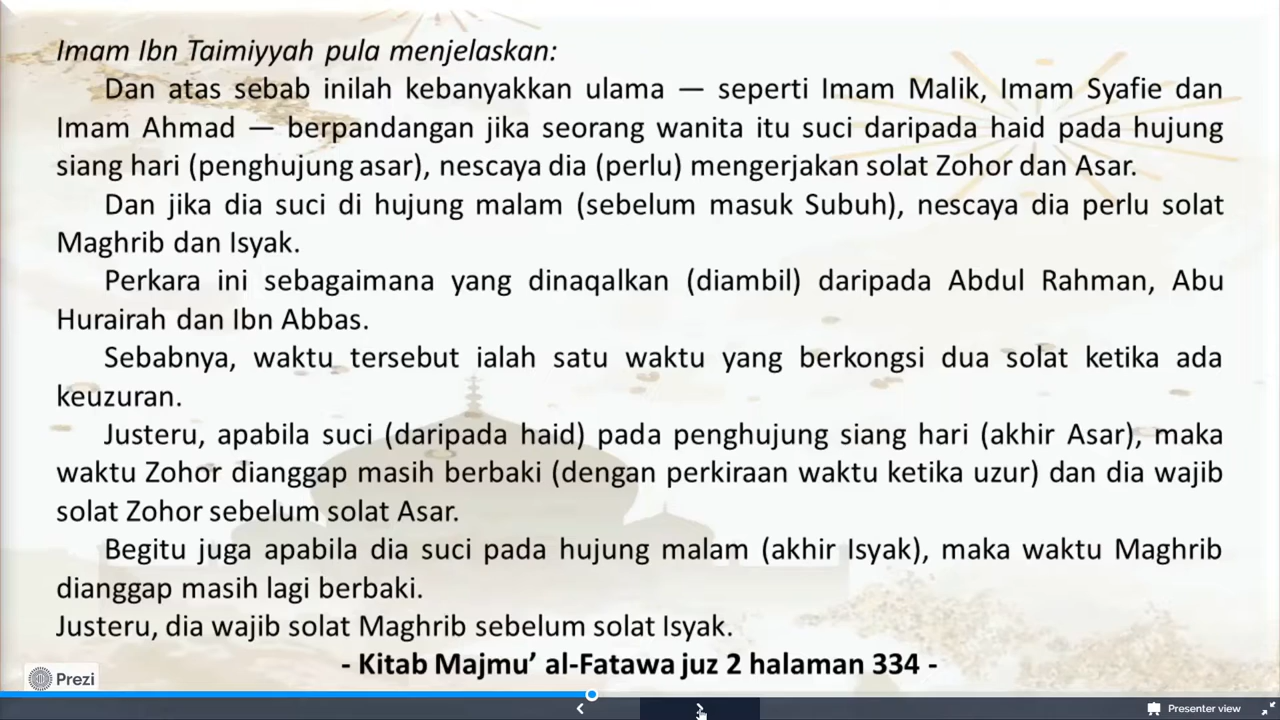 Imam Ibn Taimiyyah pula menjelaskan:
Dan atas sebab inilah kebanyakkan ulama — seperti Imam Malik, Imam Syafie dan
Imam Ahmad — berpandangan jika seorang wanita itu suci daripada haid pada hujung
siang hari (penghujung asar), nescaya dia (perlu) mengerjakan solat Zohor dan Asar.
Dan jika dia suci di hujung malam (sebelum masuk Subuh), nescaya dia perlu solat
Maghrib dan Isyak.
Perkara ini sebagaimana yang dinaqalkan (diambil) daripada Abdul Rahman, Abu
Hurairah dan Ibn Abbas.
Sebabnya, waktu tersebut ialah satu waktu yang berkongsi dua solat ketika ada
keuzuran.
Justeru, apabila suci (daripada haid) pada penghujung siang hari (akhir Asar), maka
waktu Zohor dianggap masih berbaki (dengan perkiraan waktu ketika uzur) dan dia wajib
solat Zohor sebelum solat Asar.
Begitu juga apabila dia suci pada hujung malam (akhir Isyak), maka waktu Maghrib
dianggap masih lagi berbaki.
Justeru, dia wajib solat Maghrib sebelum solat Isyak.
- Kitab Majmu’ al-Fatawa juz 2 halaman 334 -
Prezi
Presenter view